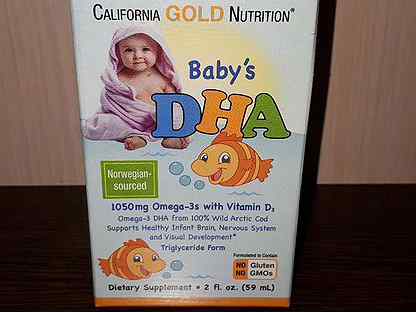 CALIFORNIA GOLD NUTRITION®
Baby's
DHA
Norwegian-
sourced
1050mg Omega-3s with Vitamin D₃
Omega-3 DHA from 100% Wild Arctic Cod
Supports Healthy Infant Brain, Nervous System
and Visual Development*
Triglyceride Form
Formulated to Contain
NO Gluten
NO GMOs
Dietary Supplement • 2 fl. oz. (59 mL)